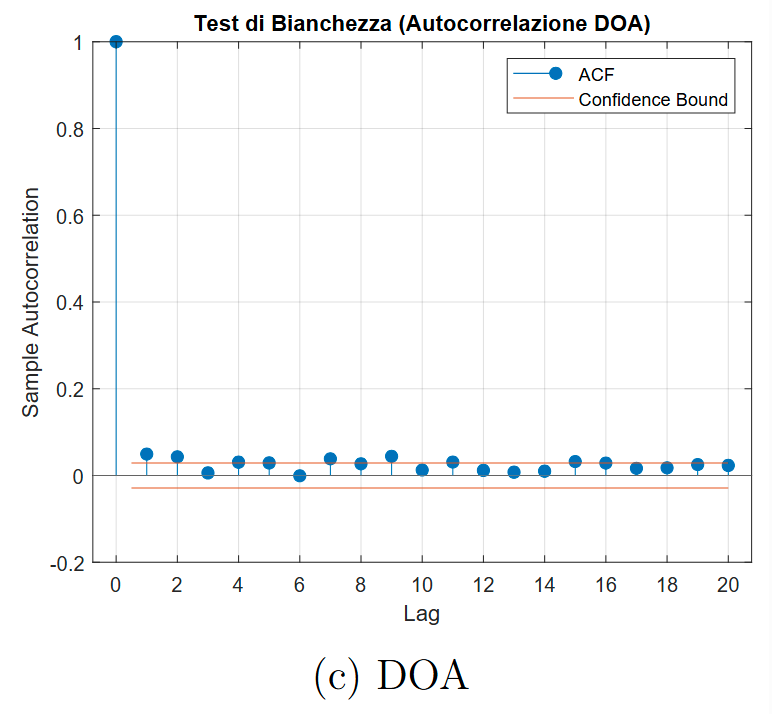 Test di Bianchezza (Autocorrelazione DOA)
ACF
Confidence Bound
Sample Autocorrelation
1
0.8
0.6
0.4
0.2
0
-0.2
0 2 4 6 8 10 12 14 16 18 20
Lag
(c) DOA